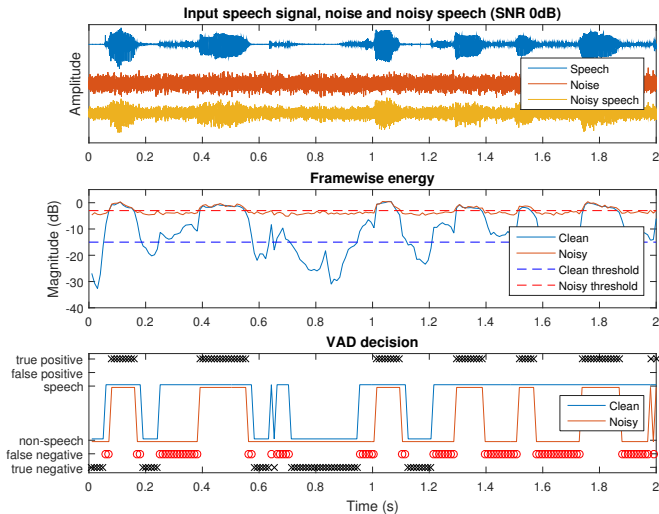 Input speech signal, noise and noisy speech (SNR 0dB)
Amplitude
Speech
Noise
Noisy speech
0 0.2 0.4 0.6 0.8 1 1.2 1.4 1.6 1.8 2
Framewise energy
Magnitude (dB)
0
-10
-20
-30
-40
Clean
Noisy
Clean threshold
Noisy threshold
0 0.2 0.4 0.6 0.8 1 1.2 1.4 1.6 1.8 2
VAD decision
true positive
false positive
speech
non-speech
false negative
true negative
Clean
Noisy
0 0.2 0.4 0.6 0.8 1 1.2 1.4 1.6 1.8 2
Time (s)